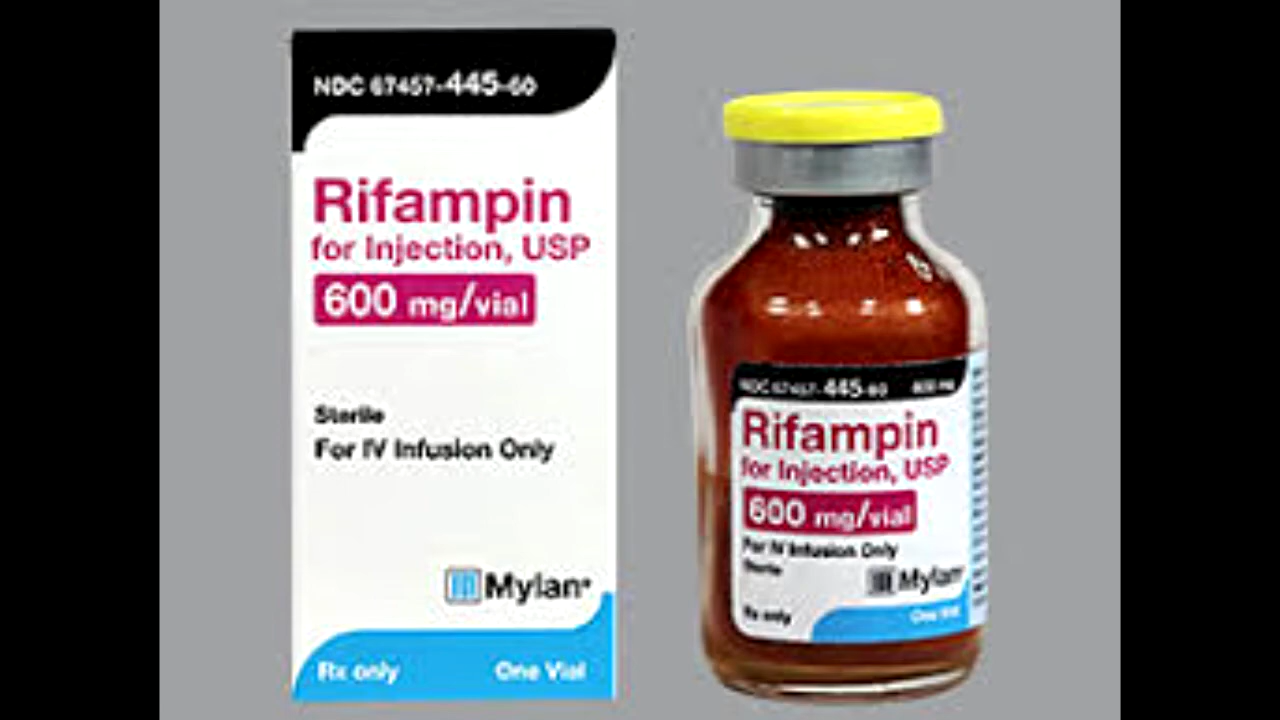 NDC 67457-445-60
Rifampin
for Injection, USP
600 mg/vial
Sterile
For IV Infusion Only
Mylan
Rx only One Vial
NDC 67457-445-60 600 mg
Rifampin
for Injection, USP
600 mg/vial
For IV Infusion Only
Sterile
Mylan
Rx only One Vial